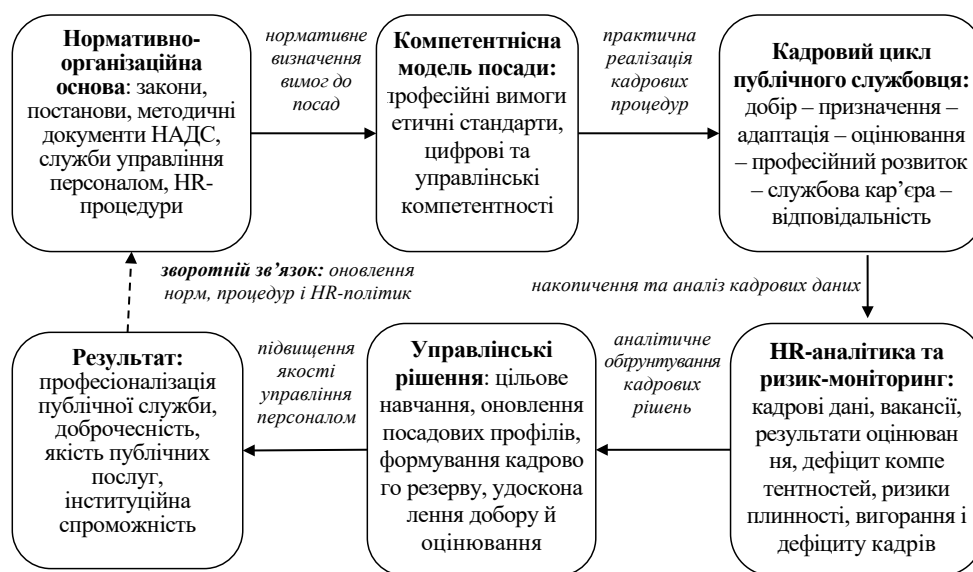 Нормативно-
організаційна
основа: закони,
постанови, методичні
документи НАДС,
служби управління
персоналом, HR-
процедури
нормативне
визначення
вимог до
посад
Компетентнісна
модель посади:
професійні вимоги
етичні стандарти,
цифрові та
управлінські
компетентності
практична
реалізація
кадрових
процедур
Кадровий цикл
публічного службовця:
добір – призначення –
адаптація – оцінювання
– професійний розвиток
– службова кар’єра –
відповідальність
накопичення та аналіз кадрових даних
HR-аналітика та
ризик-моніторинг:
кадрові дані, вакансії,
результати оцінюван
ня, дефіцит компе
тентностей, ризики
плинності, вигорання і
дефіциту кадрів
аналітичне
обґрунтування
кадрових
рішень
Управлінські
рішення: цільове
навчання, оновлення
посадових профілів,
формування кадрово
го резерву, удоскона
лення добору й
оцінювання
підвищення
якості
управління
персоналом
Результат:
професіоналізація
публічної служби,
доброчесність,
якість публічних
послуг,
інституційна
спроможність
зворотній зв’язок: оновлення
норм, процедур і HR-політик